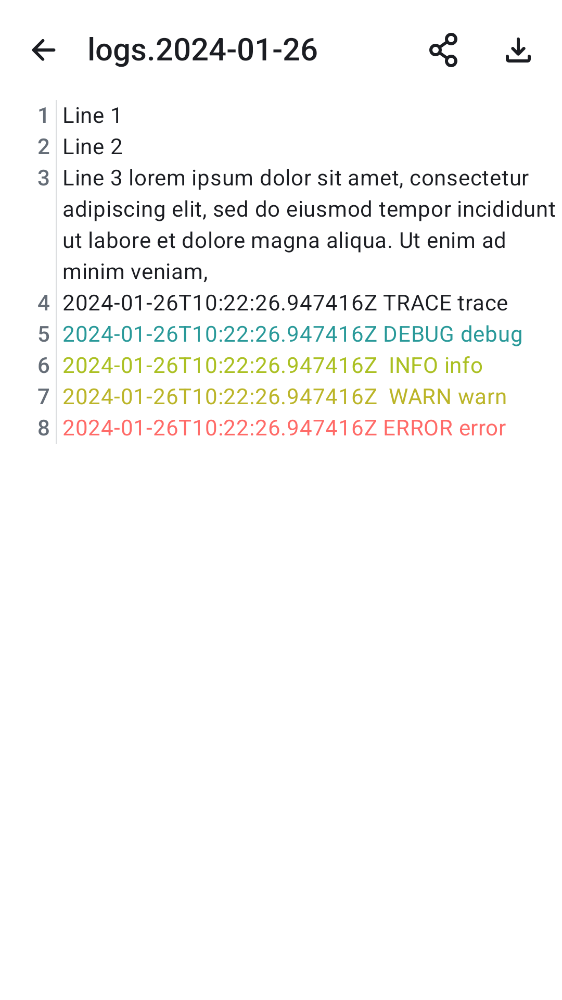 logs.2024-01-26
1 Line 1
2 Line 2
3 Line 3 lorem ipsum dolor sit amet, consectetur
adipiscing elit, sed do eiusmod tempor incididunt
ut labore et dolore magna aliqua. Ut enim ad
minim veniam,
4 2024-01-26T10:22:26.947416Z TRACE trace
5 2024-01-26T10:22:26.947416Z DEBUG debug
6 2024-01-26T10:22:26.947416Z  INFO info
7 2024-01-26T10:22:26.947416Z  WARN warn
8 2024-01-26T10:22:26.947416Z ERROR error